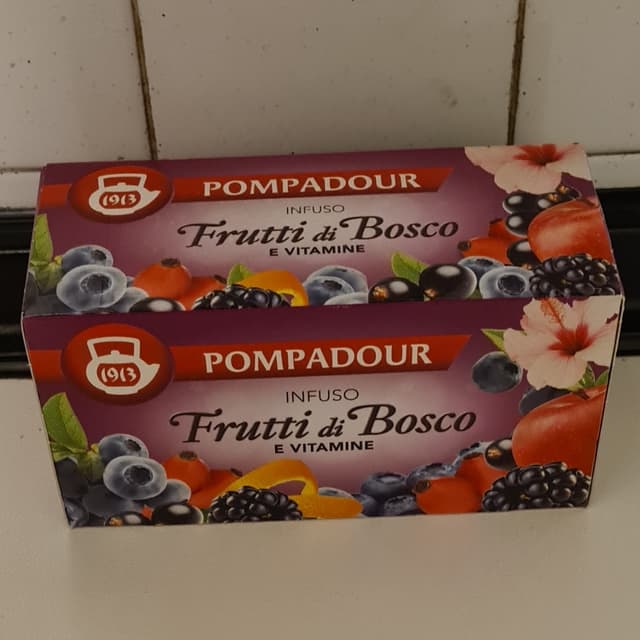 1913
POMPADOUR
INFUSO
Frutti di Bosco
E VITAMINE
1913
POMPADOUR
INFUSO
Frutti di Bosco
E VITAMINE